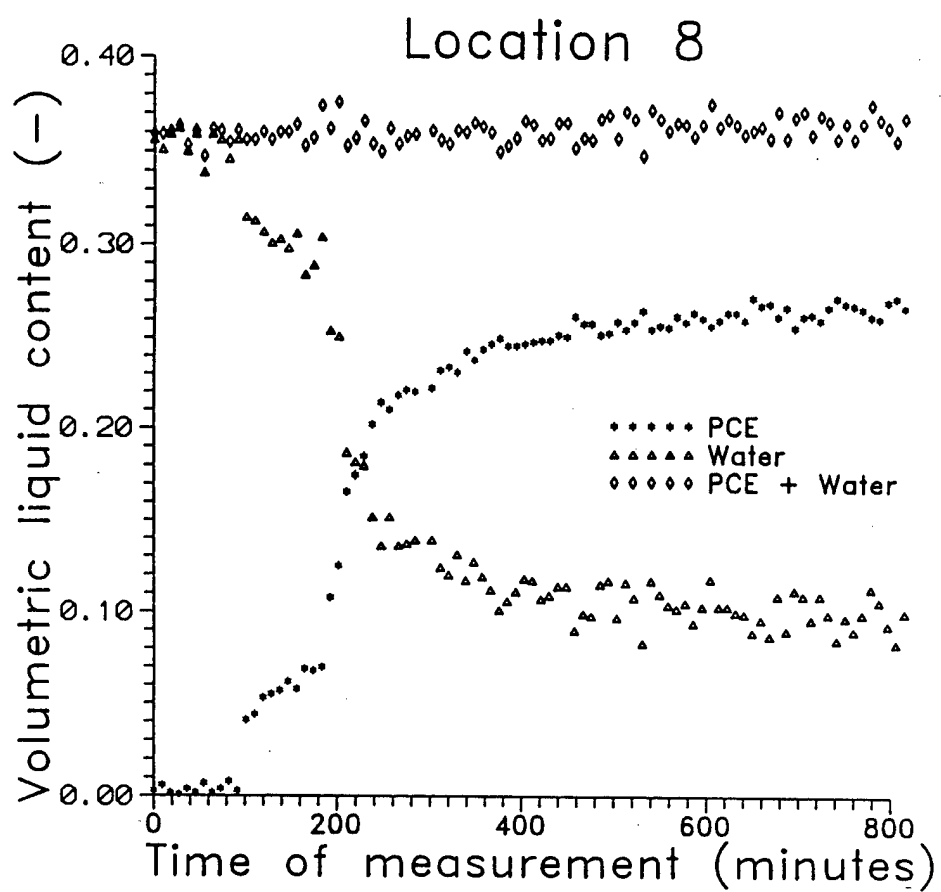 Location 8
Volumetric liquid content (-)
0.40
0.30
0.20
0.10
0.00
PCE
Water
PCE + Water
0 200 400 600 800
Time of measurement (minutes)